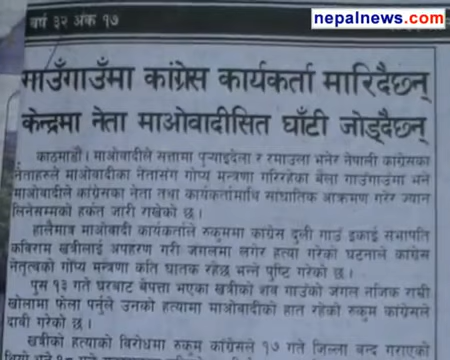 nepalnews.com
वर्ष ३२ अंक १७
गाउँगाउँमा कांग्रेस कार्यकर्ता मारिदैछन्
केन्द्रमा नेता माओवादीसित घाँटी जोड्दैछन्
काठमाडौं । माओवादीले सत्तामा पुर्‍याइदेला र रमाउला भनेर नेपाली कांग्रेसका
नेताहरुले माओवादीका नेतासंग गोप्य मन्त्रणा गरिरहेका बेला गाउँगाउँमा भने
माओवादीले कांग्रेसका नेता तथा कार्यकर्तामाथि सांघातिक आक्रमण गरेर ज्यान
लिनेसम्मको हर्कत जारी राखेको छ ।
हालैमात्र माओवादी कार्यकर्ताले रुकुममा कांग्रेस दुली गाउँ इकाई सभापति
कविराम खत्रीलाई अपहरण गरी जंगलमा लगेर हत्या गरेको घटनाले कांग्रेस
नेतृत्वको गोप्य मन्त्रणा कति घातक रहेछ भन्ने पुष्टि गरेको छ ।
पुस १३ गते घरबाट बेपत्ता भएका खत्रीको शव गाउँको जंगल नजिक राम्री
खोलामा फेला पर्नुले उनको हत्यामा माओवादीको हात रहेको रुकुम कांग्रेसले
दावी गरेको छ ।
खत्रीको हत्याको विरोधमा रुकुम कांग्रेसले १७ गते जिल्ला बन्द गराएको